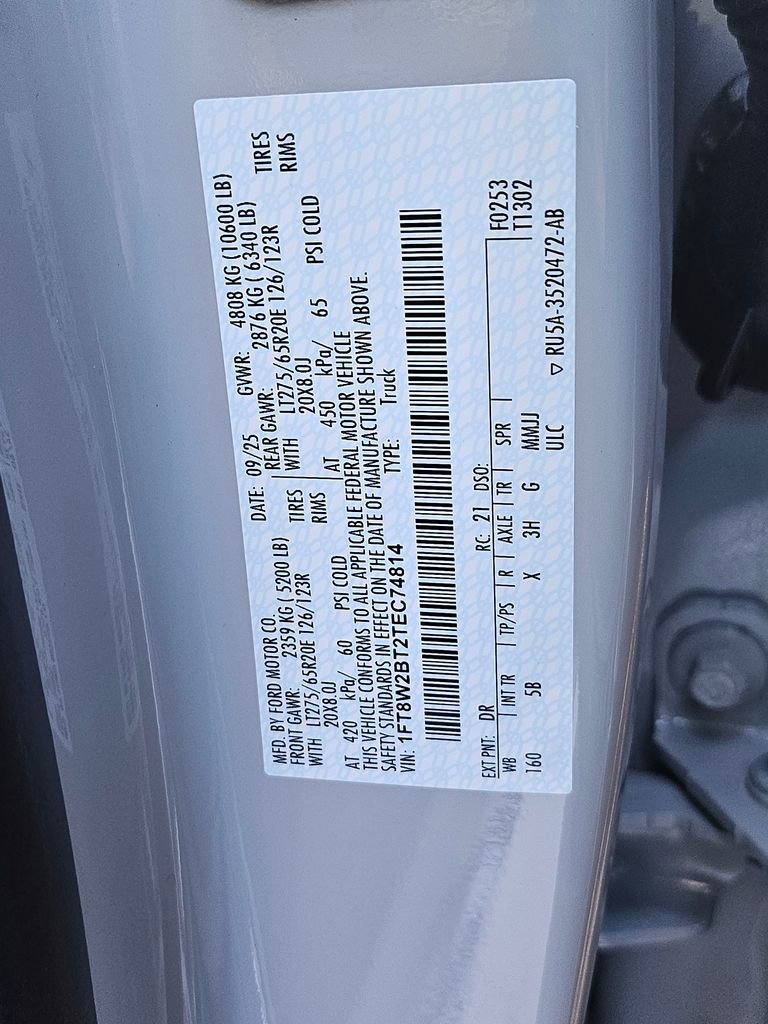 MFD. BY FORD MOTOR CO. DATE: 09/25 GVWR: 4808 KG (10600 LB)
FRONT GAWR: 2359 KG ( 5200 LB) REAR GAWR: 2876 KG ( 6340 LB)
WITH LT275/65R20E 126/123R TIRES WITH LT275/65R20E 126/123R TIRES
20X8.0J RIMS 20X8.0J RIMS
AT 420 kPa/ 60 PSI COLD AT 450 kPa/ 65 PSI COLD
THIS VEHICLE CONFORMS TO ALL APPLICABLE FEDERAL MOTOR VEHICLE
SAFETY STANDARDS IN EFFECT ON THE DATE OF MANUFACTURE SHOWN ABOVE.
VIN: 1FT8W2BT2TEC74814 TYPE: Truck
EXT PNT: DR RC: 21 DSO: F0253
WB INT TR TP/PS R AXLE TR SPR T1302
160 5B X 3H G MMJJ
ULC ▽ RU5A-3520472-AB